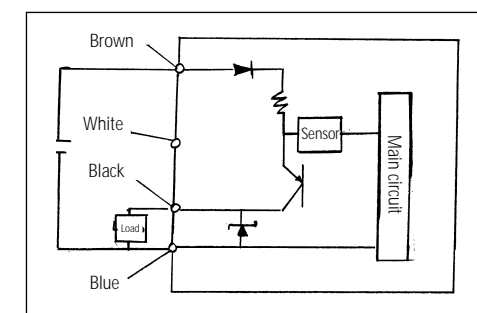 Brown
White
Sensor
Main circuit
Black
Load
Blue